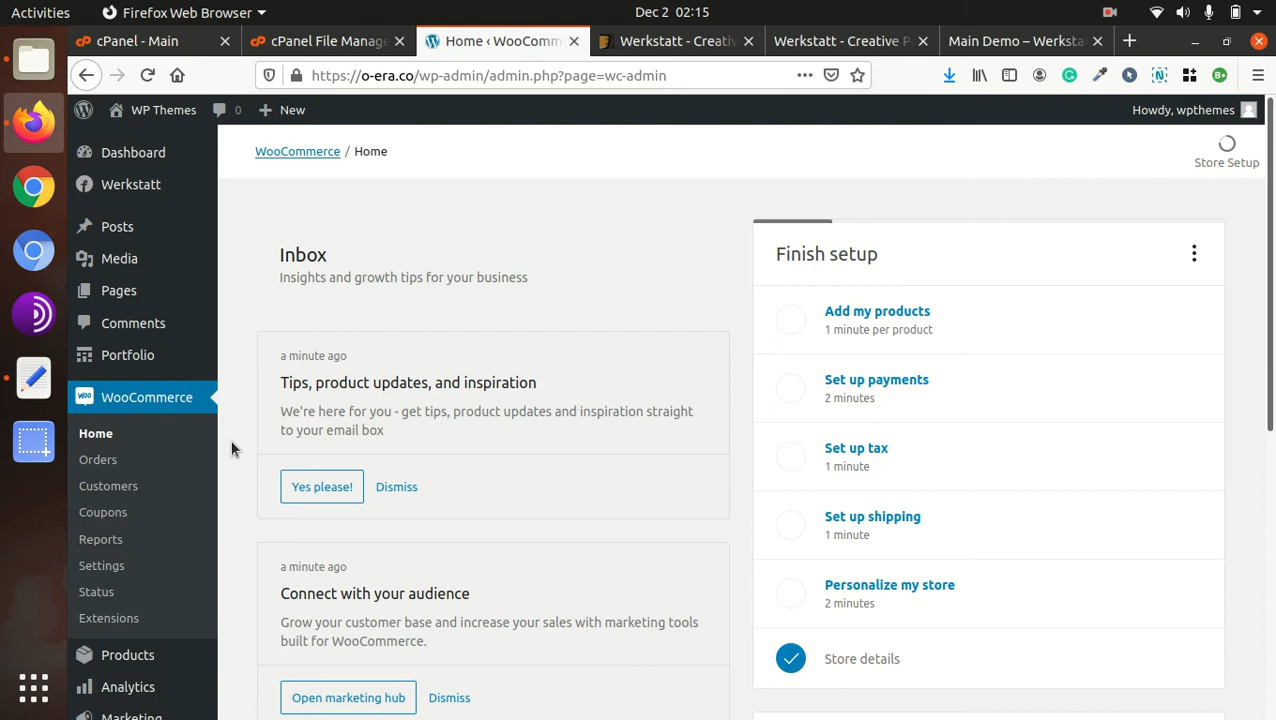 Activities
Firefox Web Browser
Dec 2 02:15
cPanel - Main
cPanel File Manage
Home ‹ WooComm
Werkstatt - Creativ
Werkstatt - Creative P
Main Demo – Werksta
https://o-era.co/wp-admin/admin.php?page=wc-admin
WP Themes
0
New
Howdy, wpthemes
Dashboard
Werkstatt
Posts
Media
Pages
Comments
Portfolio
WooCommerce
Home
Orders
Customers
Coupons
Reports
Settings
Status
Extensions
Products
Analytics
Marketing
WooCommerce / Home
Store Setup
Inbox
Insights and growth tips for your business
a minute ago
Tips, product updates, and inspiration
We're here for you - get tips, product updates and inspiration straight
to your email box
Yes please!
Dismiss
a minute ago
Connect with your audience
Grow your customer base and increase your sales with marketing tools
built for WooCommerce.
Open marketing hub
Dismiss
Finish setup
Add my products
1 minute per product
Set up payments
2 minutes
Set up tax
1 minute
Set up shipping
1 minute
Personalize my store
2 minutes
Store details